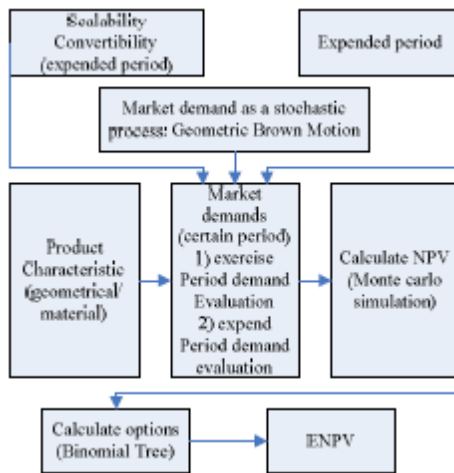 Scalability
Convertibility
(expended period)
Expended period
Market demand as a stochastic
process: Geometric Brown Motion
Product
Characteristic
(geometrical/
material)
Market
demands
(certain period)
1) exercise
Period demand
Evaluation
2) expend
Period demand
evaluation
Calculate NPV
(Monte carlo
simulation)
Calculate options
(Binomial Tree)
ENPV